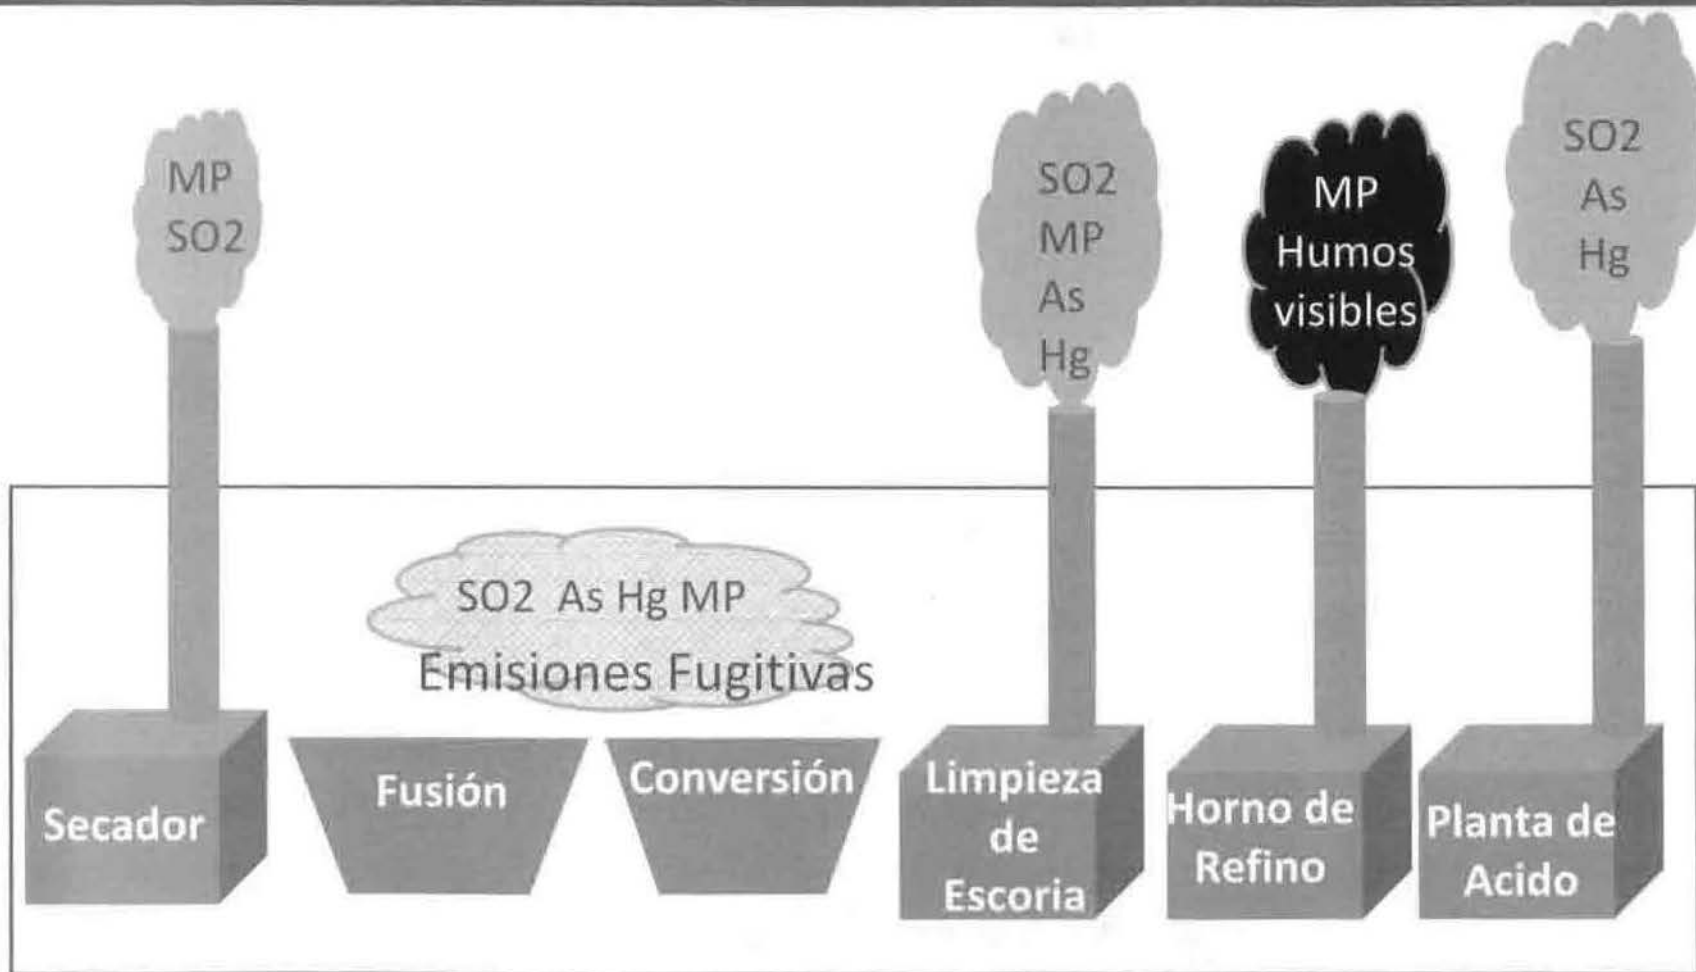 MP
SO2
SO2
MP
As
Hg
MP
Humos
visibles
SO2
As
Hg
SO2 As Hg MP
Emisiones Fugitivas
Secador
Fusión
Conversión
Limpieza
de
Escoria
Horno de
Refino
Planta de
Acido